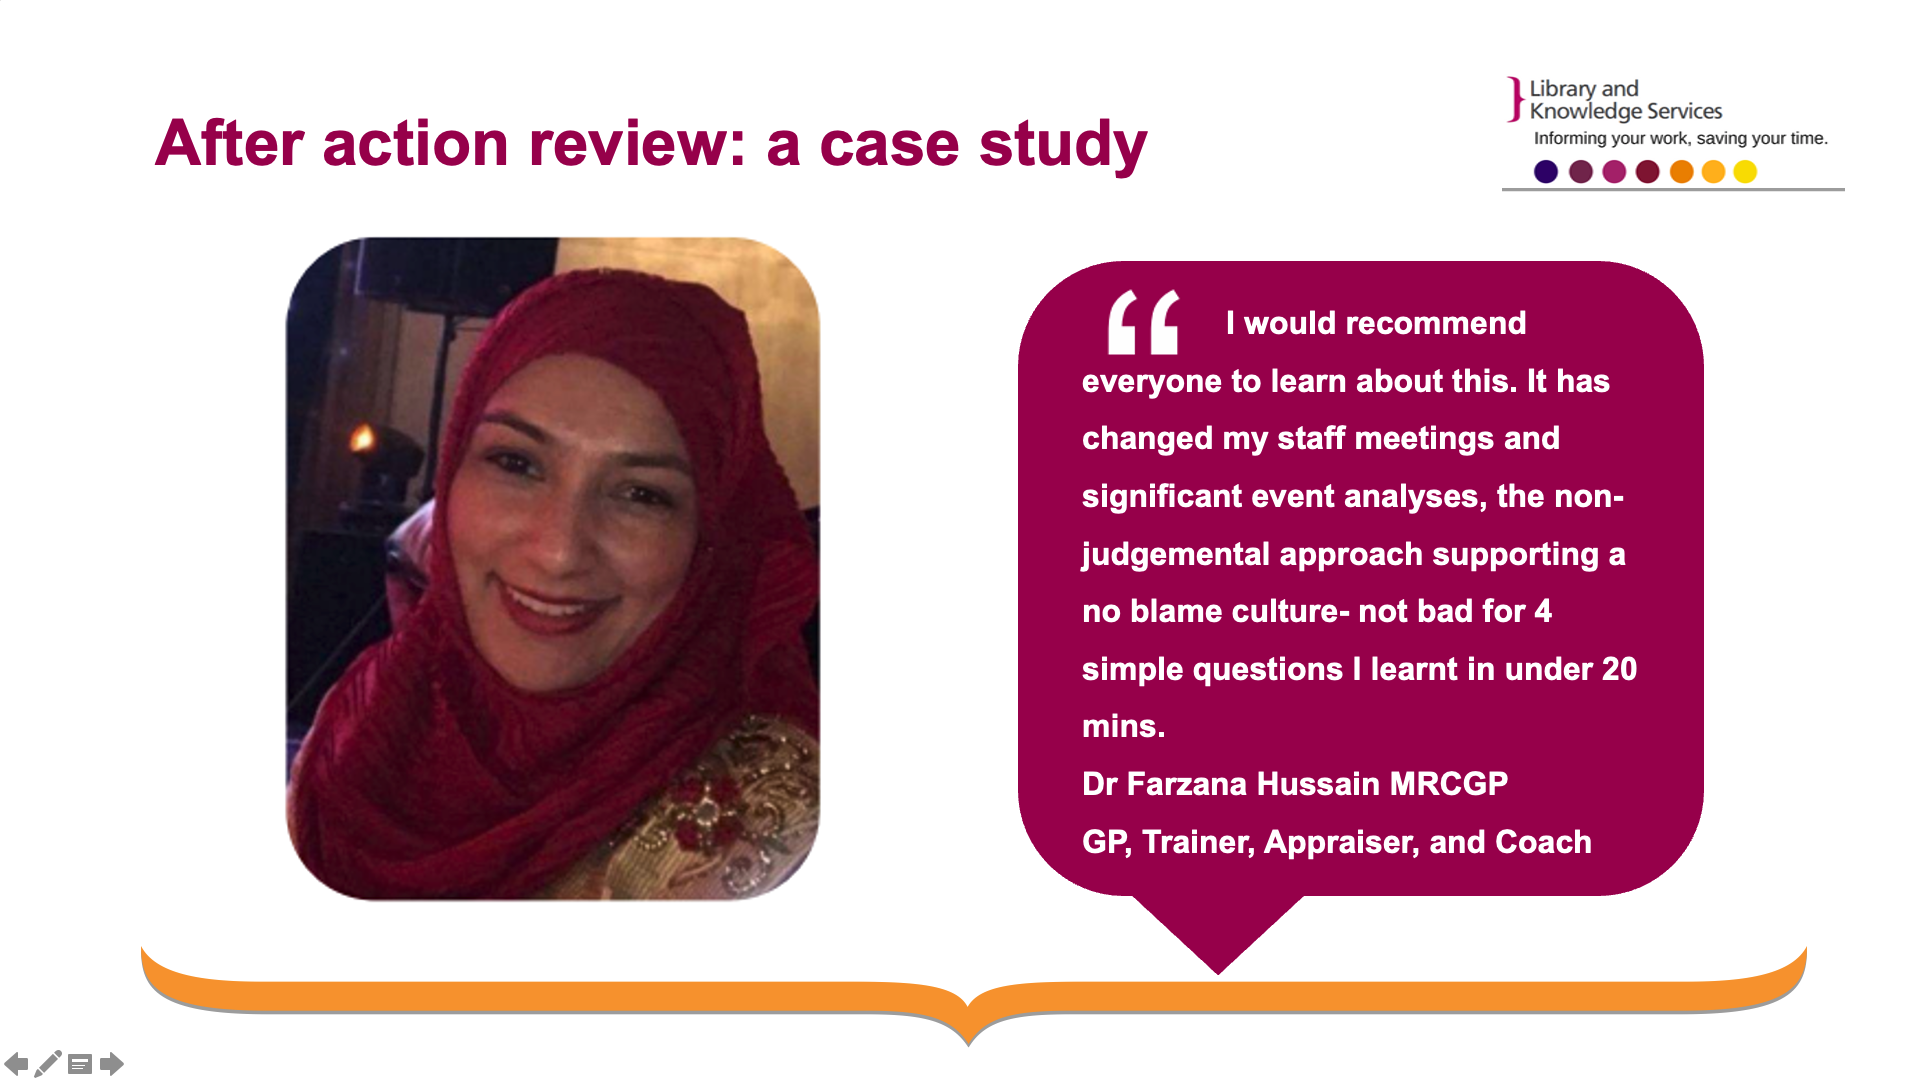 After action review: a case study
Library and
Knowledge Services
Informing your work, saving your time.
“ I would recommend
everyone to learn about this. It has
changed my staff meetings and
significant event analyses, the non-
judgemental approach supporting a
no blame culture- not bad for 4
simple questions I learnt in under 20
mins.
Dr Farzana Hussain MRCGP
GP, Trainer, Appraiser, and Coach